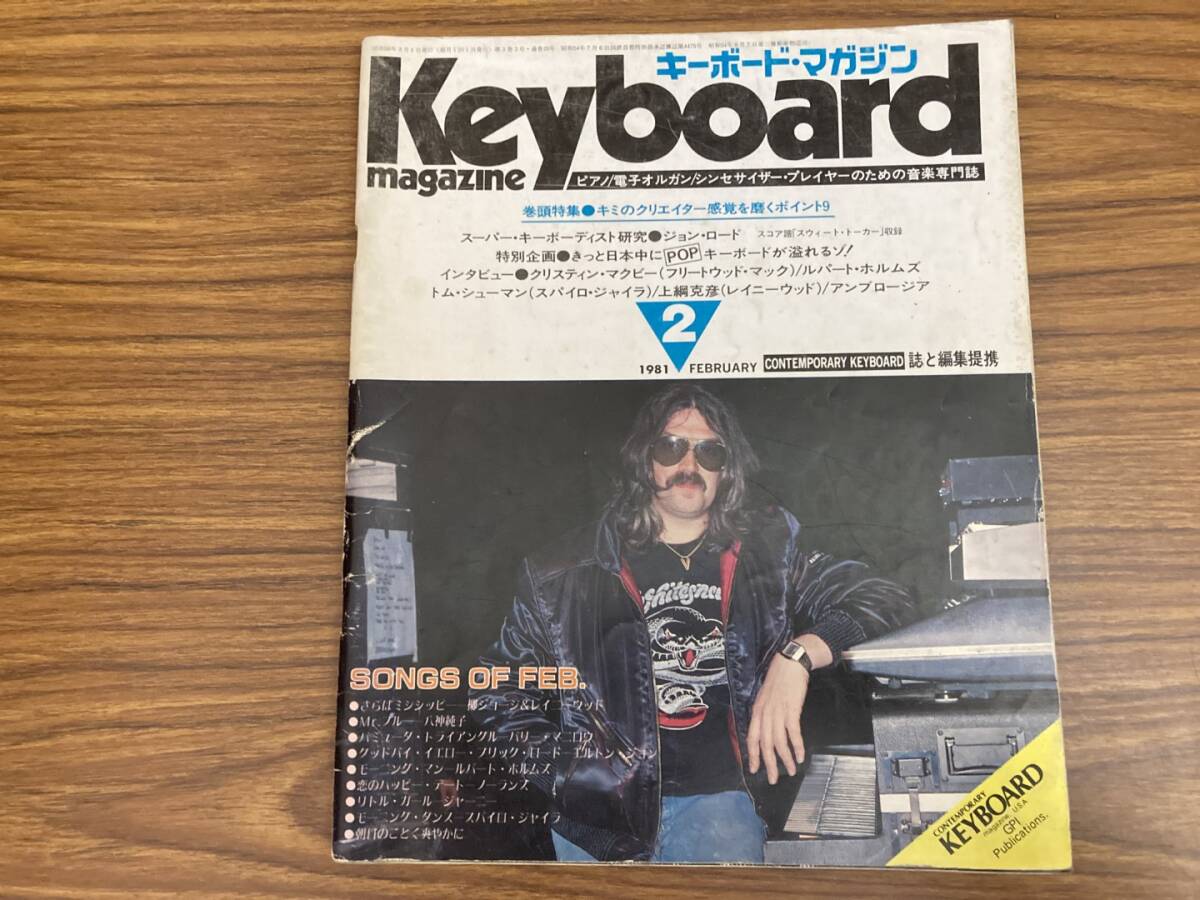 キーボード・マガジン
Keyboard
magazine
ピアノ/電子オルガン/シンセサイザー・プレイヤーのための音楽専門誌
巻頭特集●キミのクリエイター感覚を磨くポイント9
スーパー・キーボーディスト研究●ジョン・ロード スコア譜「スウィート・トーカー」収録
特別企画●きっと日本中にPOPキーボードが溢れるゾ!
インタビュー●クリスティン・マクビー(フリートウッド・マック)/ルパート・ホルムズ
トム・シューマン(スパイロ・ジャイラ)/上綱克彦(レイニーウッド)/アンブロージア
2
1981 FEBRUARY CONTEMPORARY KEYBOARD 誌と編集提携
Whitesnake
SONGS OF FEB.
●さらばミシシッピー―柳ジョージ&レイニーウッド
●Mr.ブルー―八神純子
●バミューダ・トライアングル―バリー・マニロウ
●グッドバイ・イエロー・ブリック・ロード―エルトン・ジョン
●モーニング・マン―ルパート・ホルムズ
●恋のハッピー・デート―ノーランズ
●リトル・ガール―ジャーニー
●モーニング・ダンス―スパイロ・ジャイラ
●朝日のごとく爽やかに
CONTEMPORARY
KEYBOARD
magazine, U.S.A
GPI
Publications.